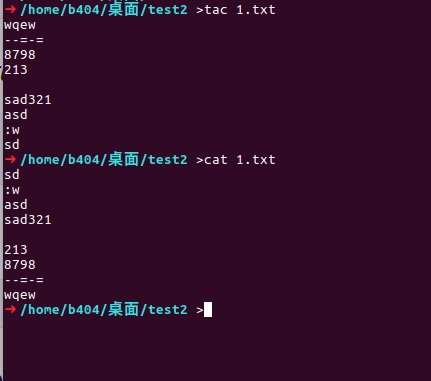 ➜ /home/b404/桌面/test2 >tac 1.txt
wqew
--=-=
8798
213

sad321
asd
:w
sd
➜ /home/b404/桌面/test2 >cat 1.txt
sd
:w
asd
sad321

213
8798
--=-=
wqew
➜ /home/b404/桌面/test2 >